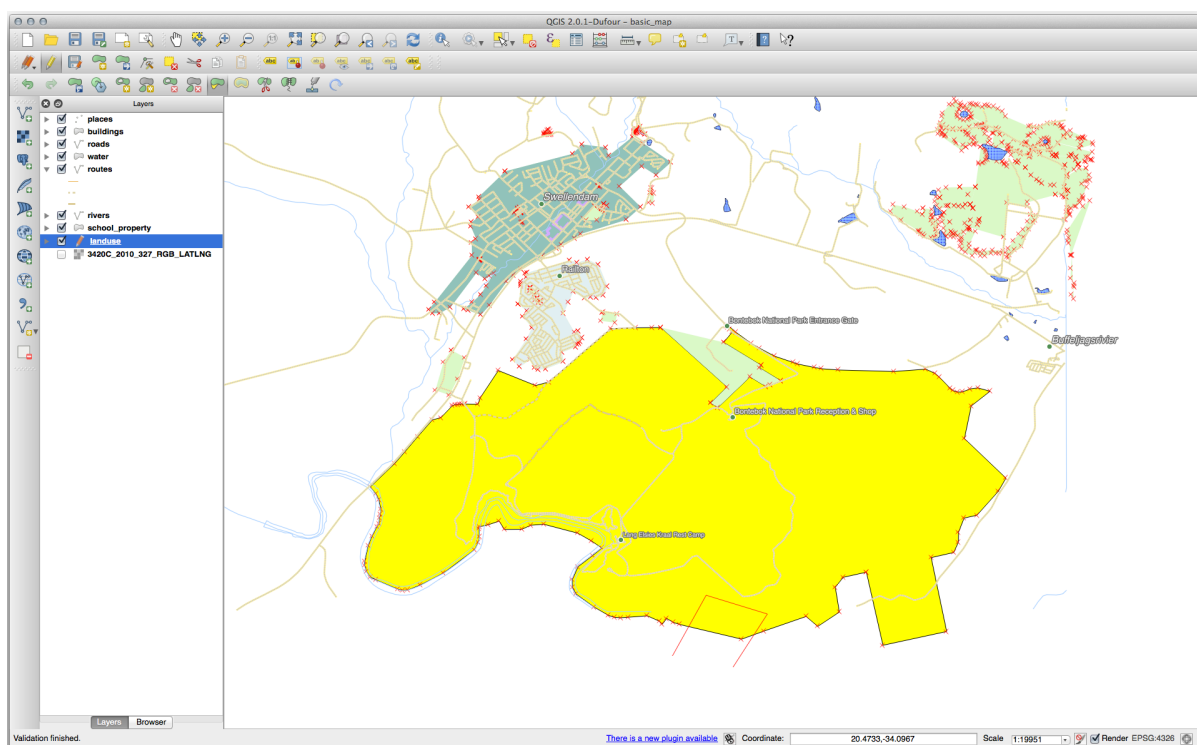 QGIS 2.0.1-Dufour - basic_map
Layers
places
buildings
roads
water
routes
rivers
school_property
landuse
3420C_2010_327_RGB_LATLNG
Swellendam
Railton
Bontebok National Park Entrance Gate
Buffeljagsrivier
Bontebok National Park Reception & Shop
Lang Elsies Kraal Rest Camp
Layers Browser
Validation finished. There is a new plugin available Coordinate: 20.4733,-34.0967 Scale 1:19951 Render EPSG:4326